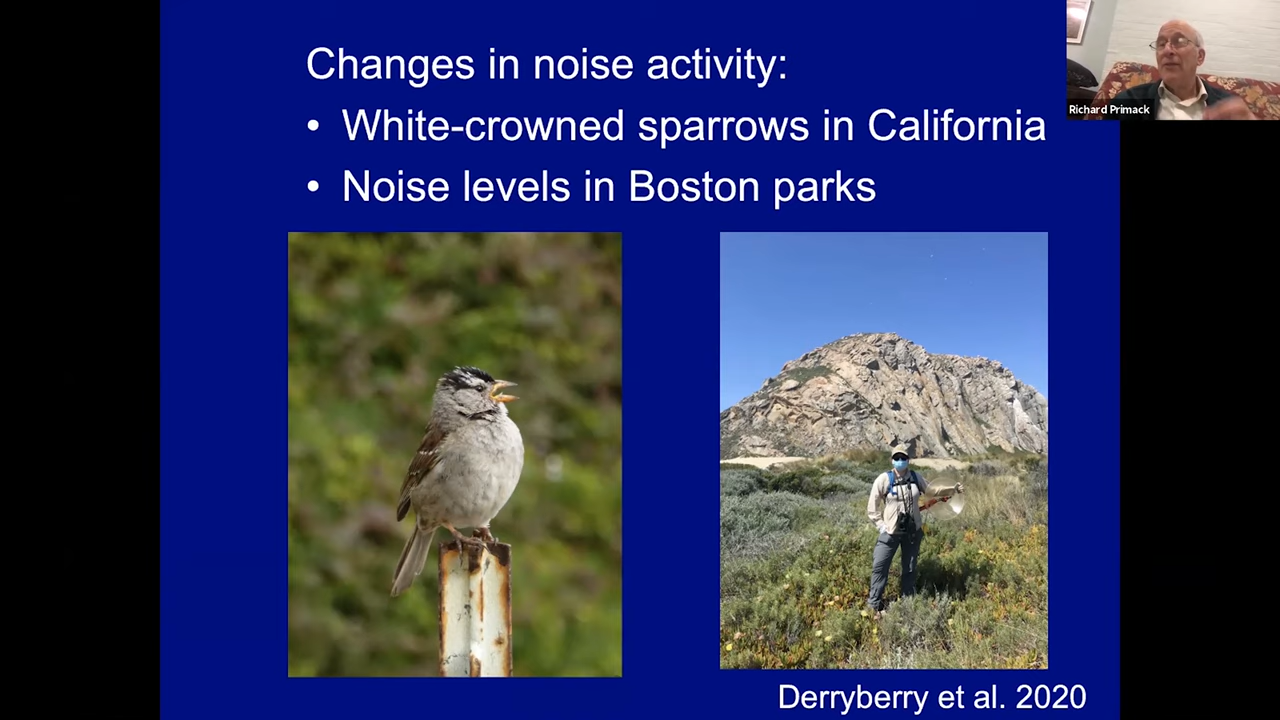 Changes in noise activity:
• White-crowned sparrows in California
• Noise levels in Boston parks
Richard Primack
Derryberry et al. 2020